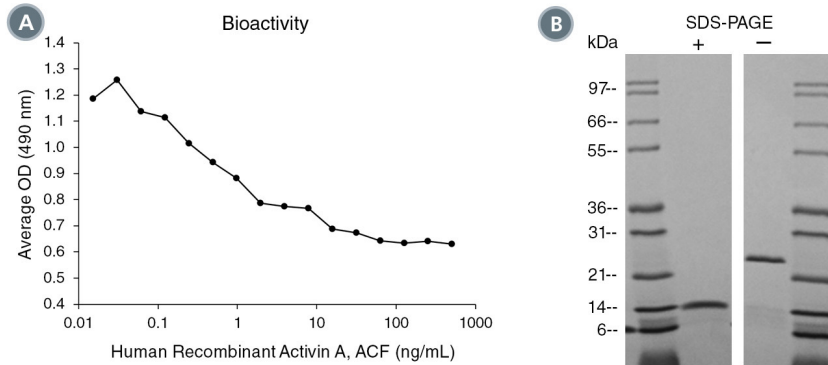 A
Bioactivity
1.4
1.3
1.2
1.1
1.0
0.9
0.8
0.7
0.6
0.5
0.4
Average OD (490 nm)
0.01 0.1 1 10 100 1000
Human Recombinant Activin A, ACF (ng/mL)
B
SDS-PAGE
kDa + −
97--
66--
55--
36--
31--
21--
14--
6--